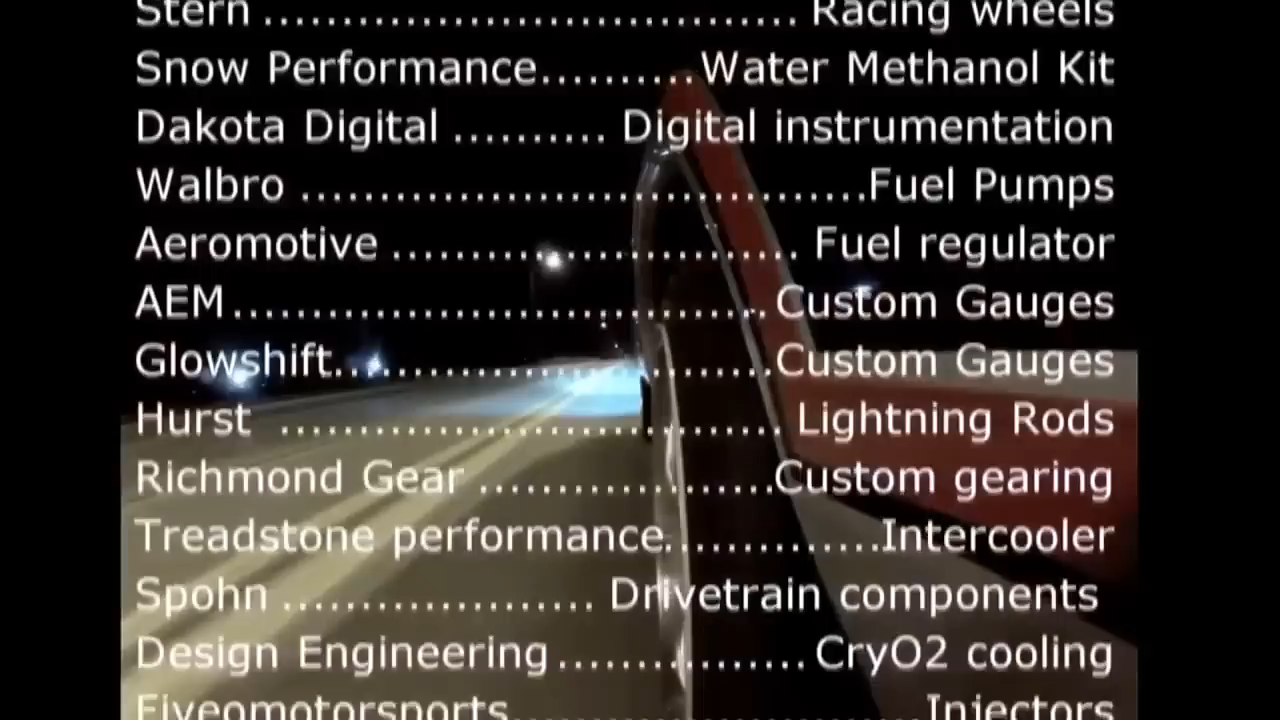 Stern .................................. Racing wheels
Snow Performance..........Water Methanol Kit
Dakota Digital .......... Digital instrumentation
Walbro ....................................Fuel Pumps
Aeromotive .......................... Fuel regulator
AEM.................................. Custom Gauges
Glowshift............................Custom Gauges
Hurst ................................ Lightning Rods
Richmond Gear ...................Custom gearing
Treadstone performance..............Intercooler
Spohn .................... Drivetrain components
Design Engineering................ CryO2 cooling
Fiveomotorsports..........................Injectors